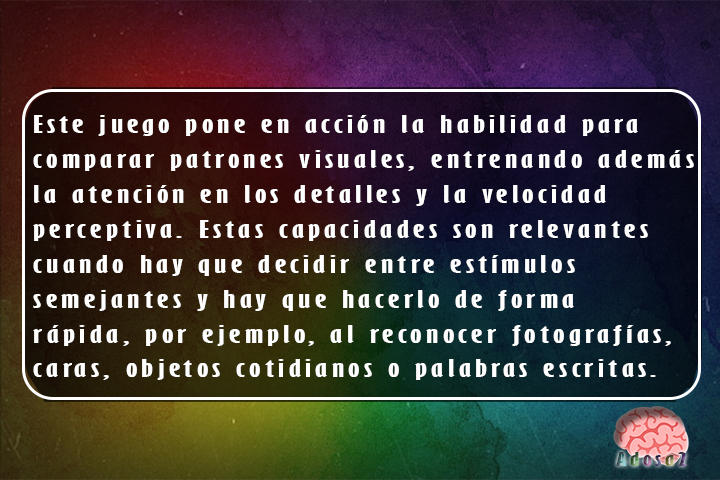 Este juego pone en acción la habilidad para
comparar patrones visuales, entrenando además
la atención en los detalles y la velocidad
perceptiva. Estas capacidades son relevantes
cuando hay que decidir entre estímulos
semejantes y hay que hacerlo de forma
rápida, por ejemplo, al reconocer fotografías,
caras, objetos cotidianos o palabras escritas.